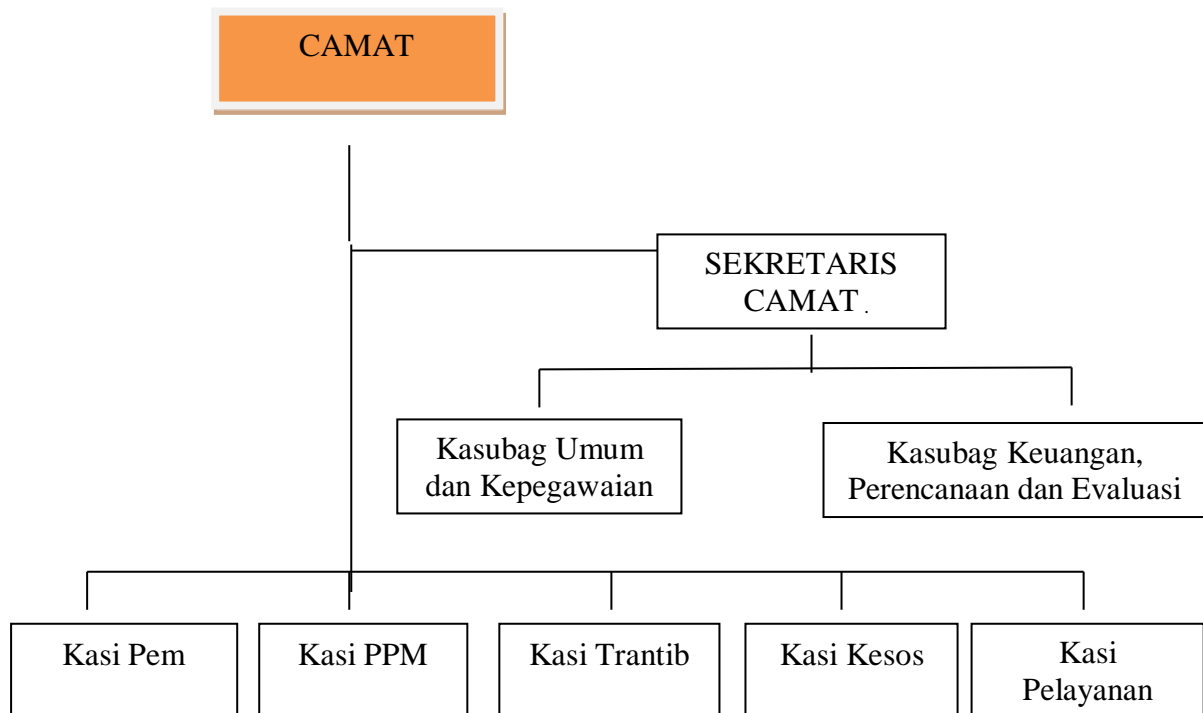 CAMAT
SEKRETARIS
CAMAT .
Kasubag Umum
dan Kepegawaian
Kasubag Keuangan,
Perencanaan dan Evaluasi
Kasi Pem
Kasi PPM
Kasi Trantib
Kasi Kesos
Kasi
Pelayanan